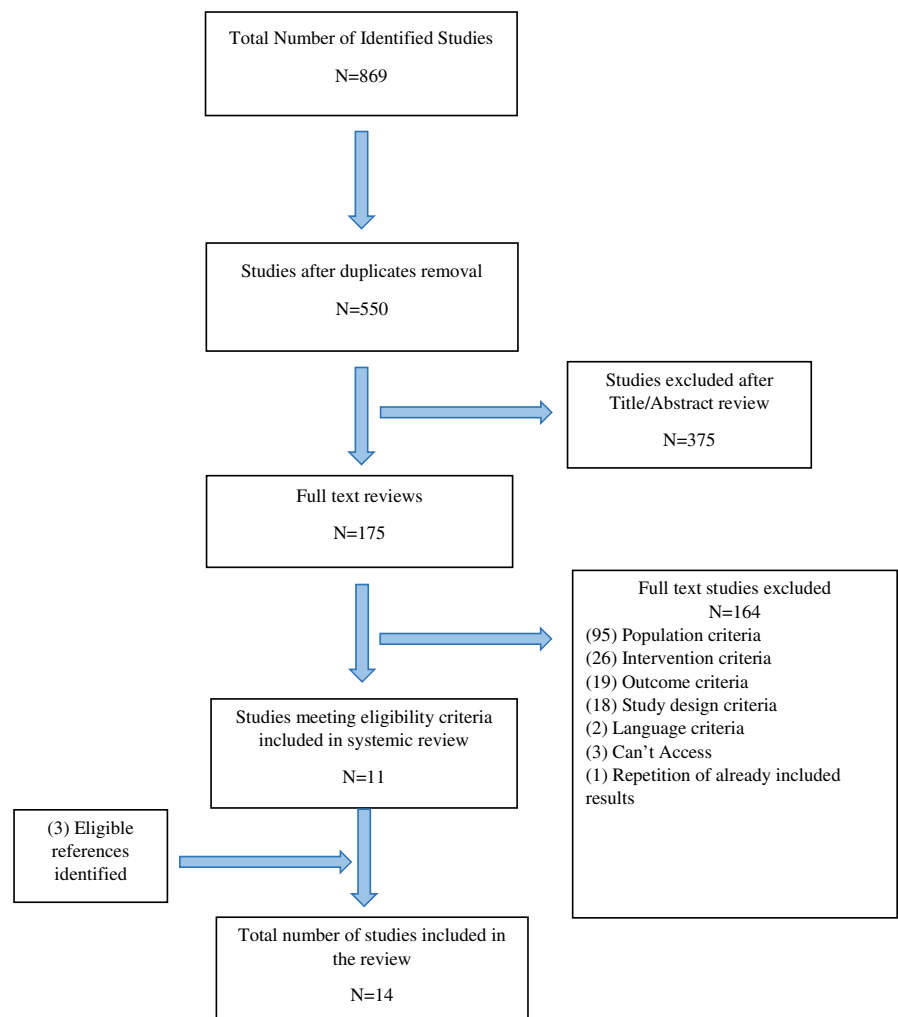 Total Number of Identified Studies
N=869
Studies after duplicates removal
N=550
Studies excluded after
Title/Abstract review
N=375
Full text reviews
N=175
Full text studies excluded
N=164
(95) Population criteria
(26) Intervention criteria
(19) Outcome criteria
(18) Study design criteria
(2) Language criteria
(3) Can’t Access
(1) Repetition of already included
results
Studies meeting eligibility criteria
included in systemic review
N=11
(3) Eligible
references
identified
Total number of studies included in
the review
N=14